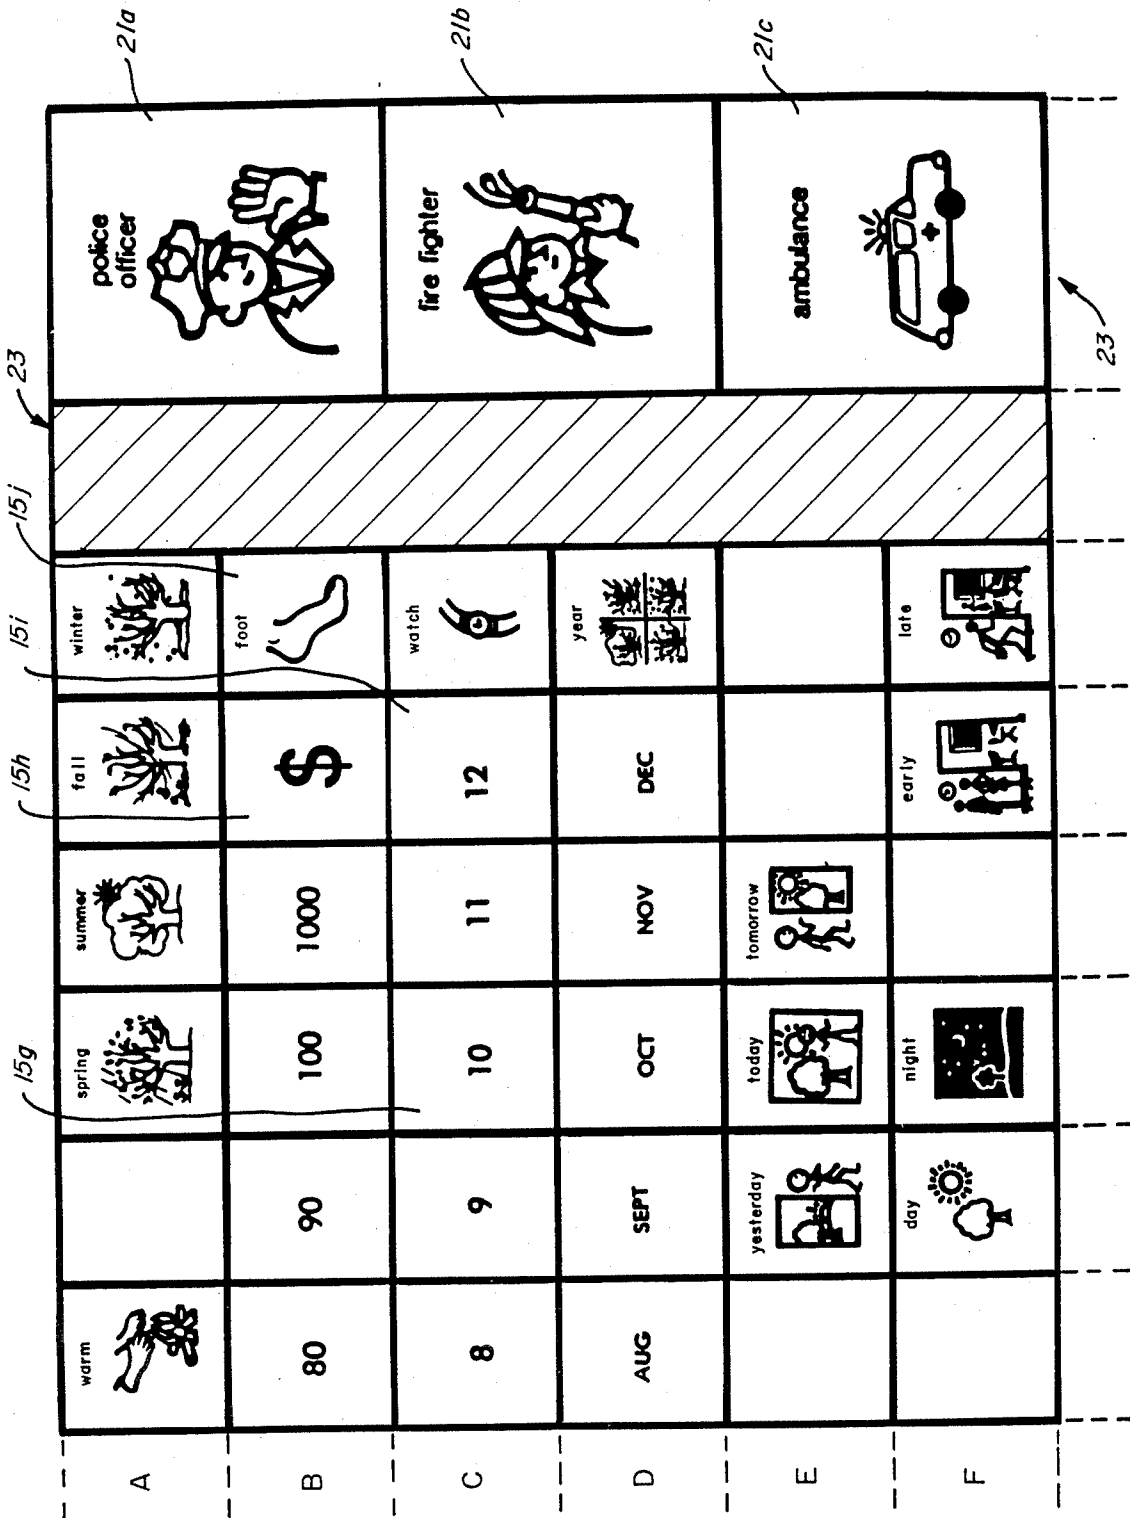 A
warm
spring
summer
fall
winter
B
80
90
100
1000
$
foot
C
8
9
10
11
12
watch
D
AUG
SEPT
OCT
NOV
DEC
year
E
yesterday
today
tomorrow
F
day
night
early
late
police
officer
fire fighter
ambulance
15g
15h
15i
15j
23
21a
21b
21c
23